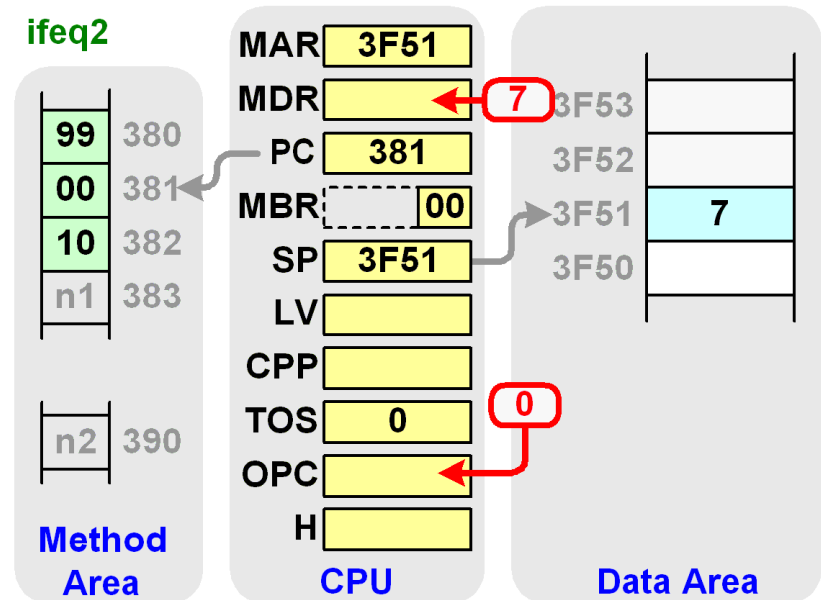 ifeq2
99 380
00 381
10 382
n1 383
n2 390
Method
Area
MAR 3F51
MDR 7
PC 381
MBR 00
SP 3F51
LV
CPP
TOS 0
0
OPC
H
CPU
3F53
3F52
3F51 7
3F50
Data Area